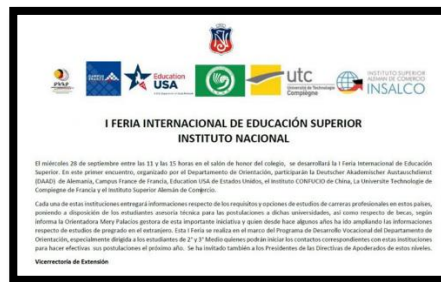 Education
USA
utc
Université de Technologie
Compiègne
INSTITUTO SUPERIOR
ALEMÁN DE COMERCIO
INSALCO
I FERIA INTERNACIONAL DE EDUCACIÓN SUPERIOR
INSTITUTO NACIONAL
El miércoles 28 de septiembre entre las 11 y las 15 horas en el salón de honor del colegio, se desarrollará la I Feria Internacional de Educación
Superior. En este primer encuentro, organizado por el Departamento de Orientación, participarán la Deutscher Akademischer Austauschdienst
(DAAD) de Alemania, Campus France de Francia, Education USA de Estados Unidos, el Instituto CONFUCIO de China, La Universite Technologie de
Compiegne de Francia y el Instituto Superior Alemán de Comercio.
Cada una de estas instituciones entregará informaciones respecto de los requisitos y opciones de estudios de carreras profesionales en estos países,
poniendo a disposición de los estudiantes asesoría técnica para las postulaciones a dichas universidades, así como respecto de becas, según
informa la Orientadora Mery Palacios gestora de esta importante iniciativa y quien desde hace algunos años ha ido ampliando las informaciones
respecto de estudios de pregrado en el extranjero. Esta I Feria se realiza en el marco del Programa de Desarrollo Vocacional del Departamento de
Orientación, especialmente dirigida a los estudiantes de 2° y 3° Medio quienes podrán iniciar los contactos correspondientes con estas instituciones
para hacer efectivas sus postulaciones el próximo año. Se ha invitado también a los Presidentes de las Directivas de Apoderados de estos niveles.
Vicerrectoría de Extensión